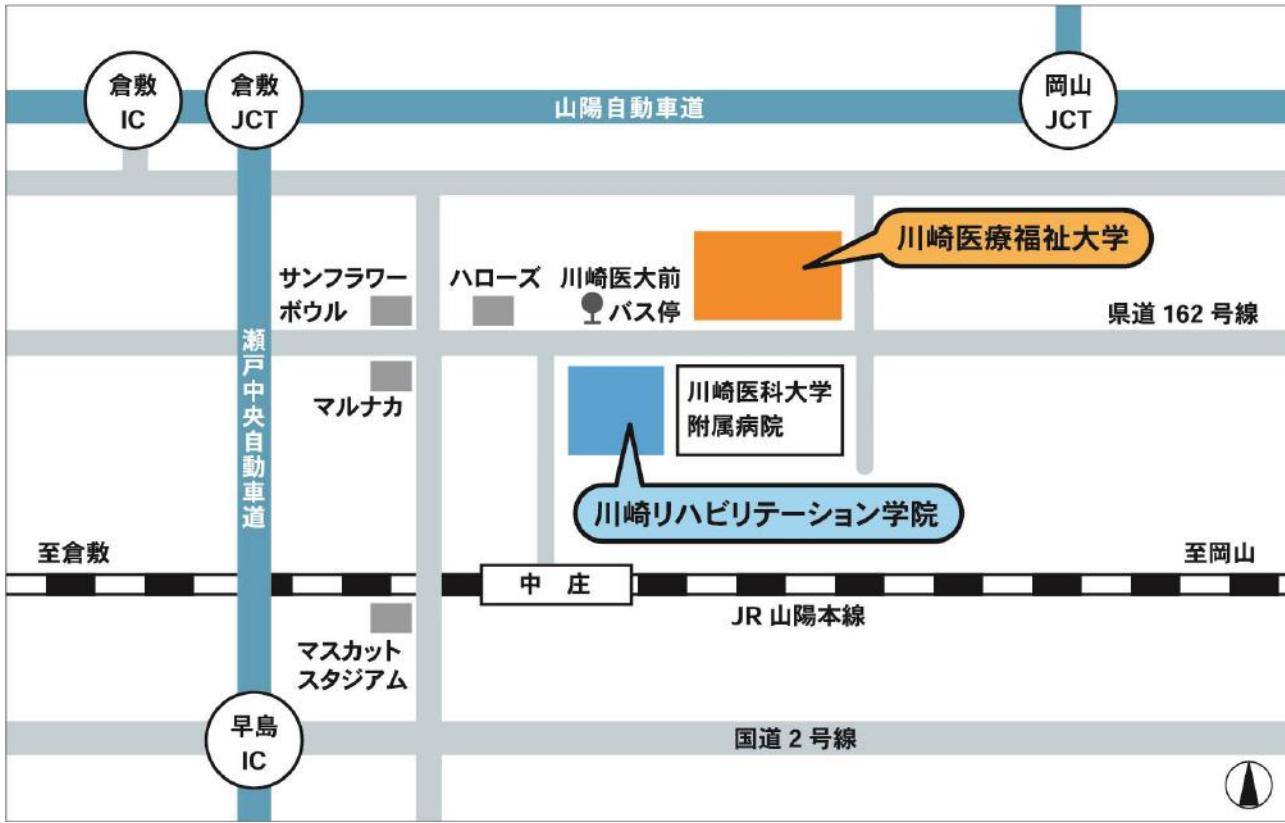 倉敷
IC
倉敷
JCT
山陽自動車道
岡山
JCT
川崎医療福祉大学
サンフラワー
ボウル
ハローズ
川崎医大前
バス停
県道 162 号線
瀬戸中央自動車道
マルナカ
川崎医科大学
附属病院
川崎リハビリテーション学院
至倉敷
至岡山
中 庄
JR 山陽本線
マスカット
スタジアム
早島
IC
国道 2 号線